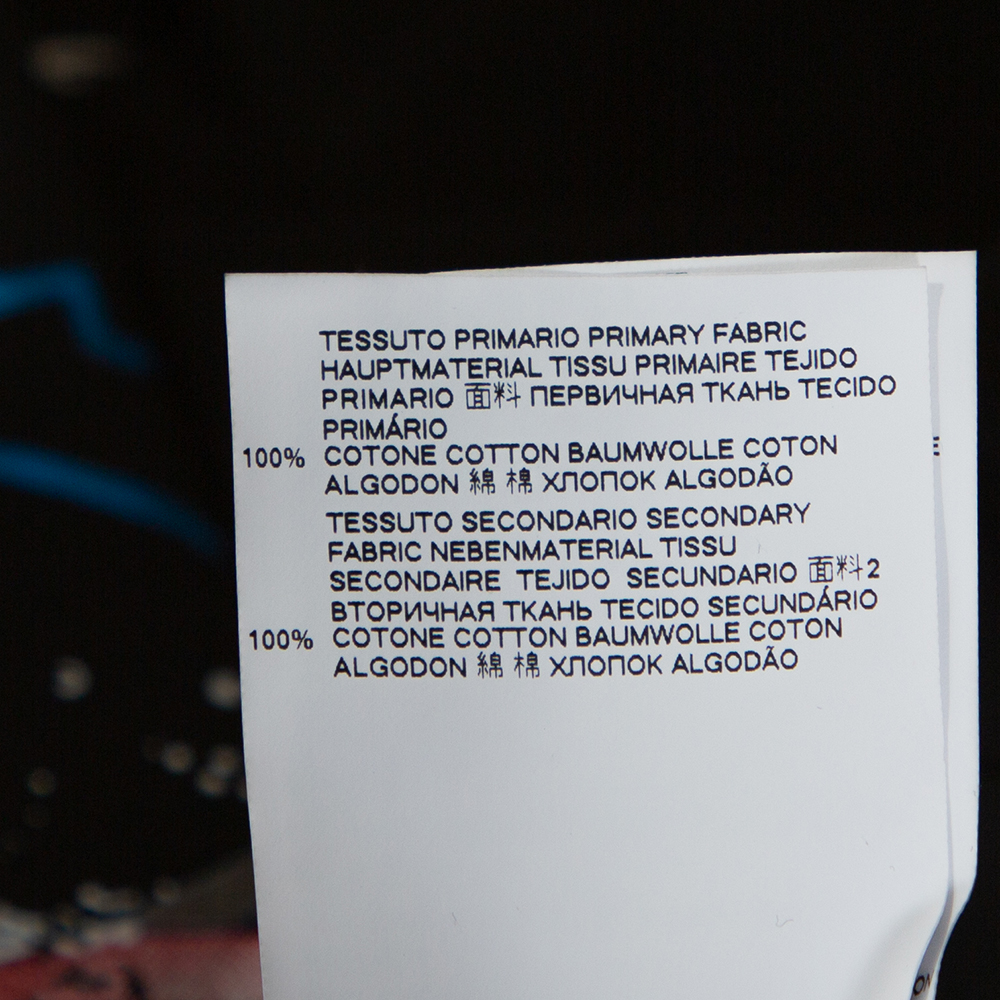 TESSUTO PRIMARIO PRIMARY FABRIC
HAUPTMATERIAL TISSU PRIMAIRE TEJIDO
PRIMARIO 面料 ПЕРВИЧНАЯ ТКАНЬ TECIDO
PRIMÁRIO
100% COTONE COTTON BAUMWOLLE COTON
ALGODON 綿 棉 ХЛОПОК ALGODÃO
TESSUTO SECONDARIO SECONDARY
FABRIC NEBENMATERIAL TISSU
SECONDAIRE TEJIDO SECUNDARIO 面料2
ВТОРИЧНАЯ ТКАНЬ TECIDO SECUNDÁRIO
100% COTONE COTTON BAUMWOLLE COTON
ALGODON 綿 棉 ХЛОПОК ALGODÃO